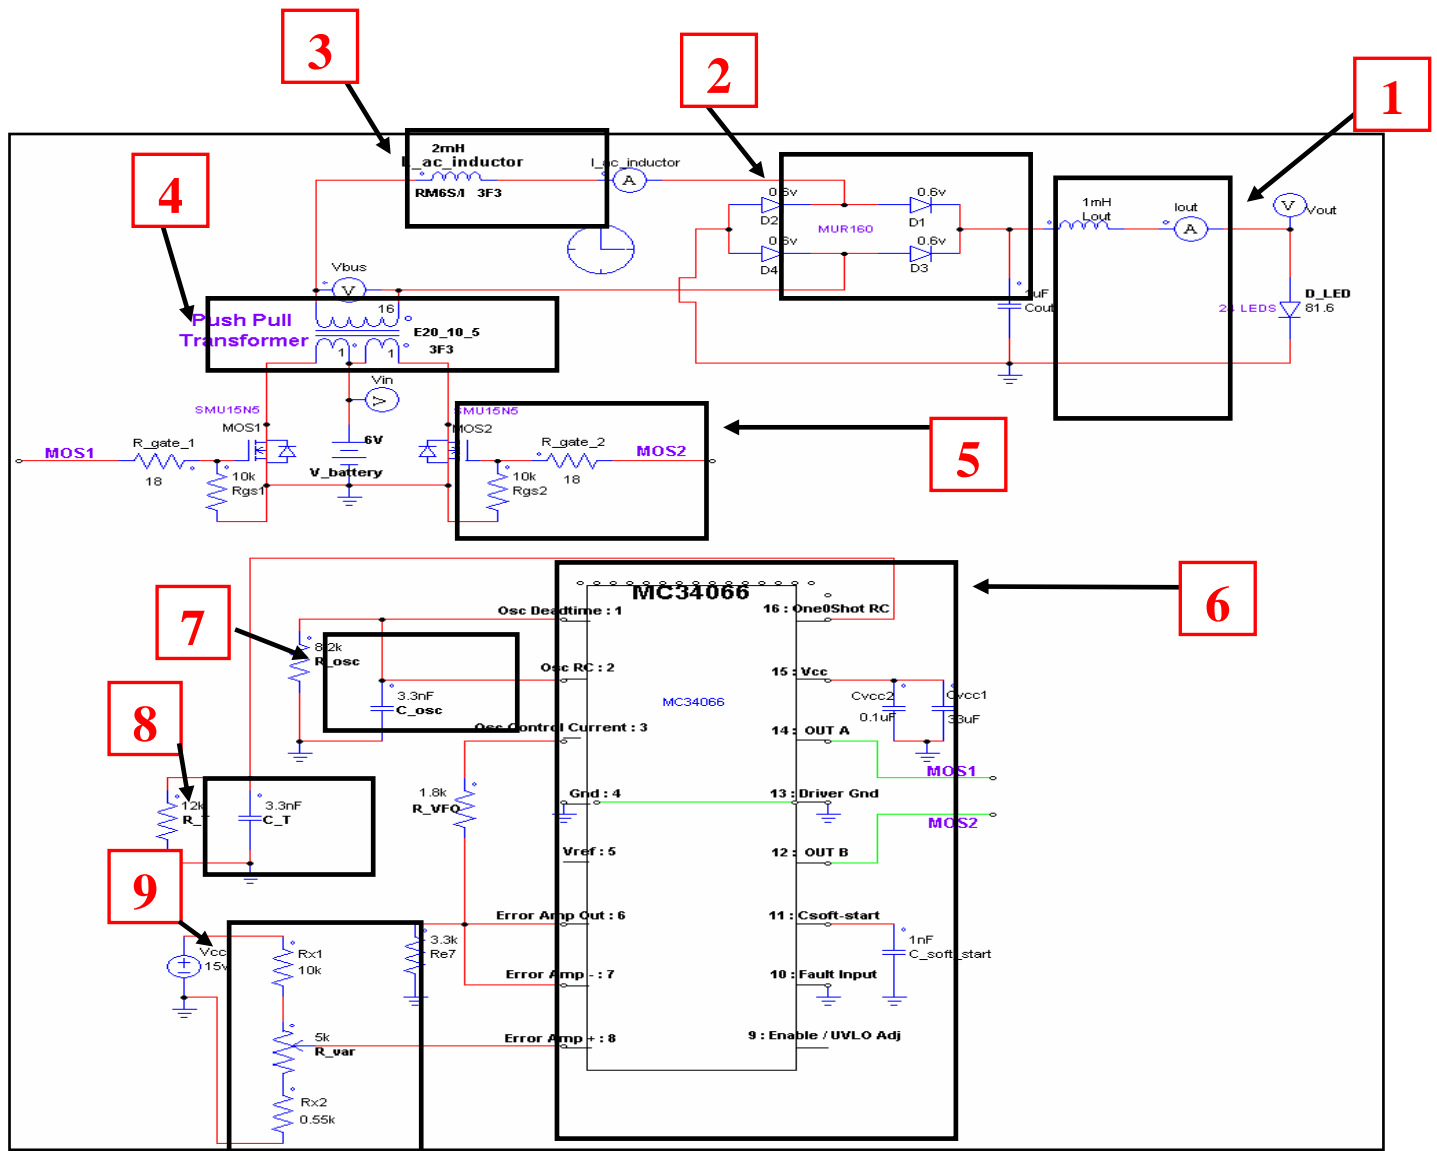 3
2
1
2mH
L_ac_inductor
I_ac_inductor
A
RM6S/I 3F3
4
0.6v
D2
0.6v
D1
MUR160
0.6v
D4
0.6v
D3
1mH
Lout
Iout
A
V
Vout
Vbus
V
16
Push Pull
Transformer
E20_10_5
3F3
1
1
1uF
Cout
24 LEDS
D_LED
81.6
Vin
V
SMU15N5
MOS1
SMU15N5
MOS2
6V
V_battery
MOS1
R_gate_1
18
10k
Rgs1
R_gate_2
18
MOS2
10k
Rgs2
5
MC34066
Osc Deadtime : 1
16 : One0Shot RC
6
7
8.2k
R_osc
Osc RC : 2
15 : Vcc
3.3nF
C_osc
MC34066
Cvcc2
0.1uF
Cvcc1
33uF
8
Osc Control Current : 3
14 : OUT A
MOS1
12k
R_T
3.3nF
C_T
1.8k
R_VFO
Gnd : 4
13 : Driver Gnd
MOS2
Vref : 5
12 : OUT B
9
Error Amp Out : 6
11 : Csoft-start
Vcc
15v
Rx1
10k
3.3k
Re7
1nF
C_soft_start
Error Amp - : 7
10 : Fault Input
5k
R_var
Error Amp + : 8
9 : Enable / UVLO Adj
Rx2
0.55k